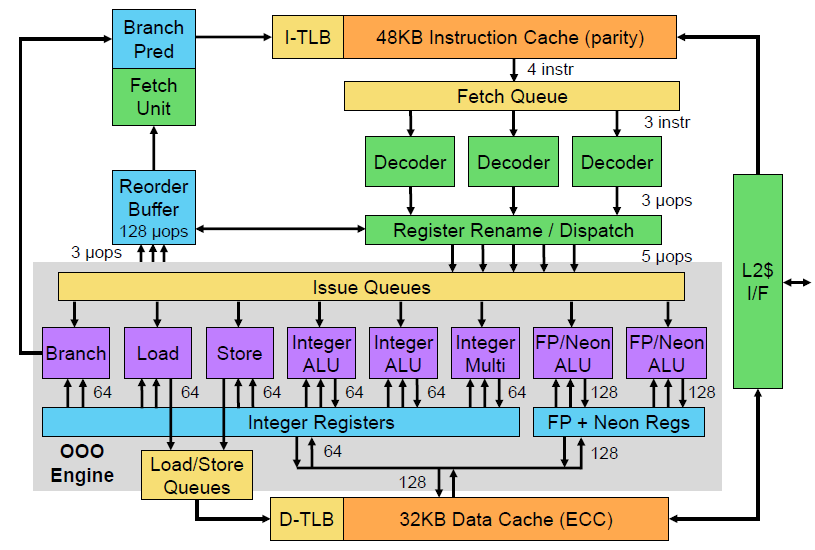 Branch
Pred
I-TLB
48KB Instruction Cache (parity)
4 instr
Fetch
Unit
Fetch Queue
3 instr
Decoder
Decoder
Decoder
Reorder
Buffer
128 µops
3 µops
Register Rename / Dispatch
3 µops
5 µops
L2$
I/F
Issue Queues
Branch
Load
Store
Integer
ALU
Integer
ALU
Integer
Multi
FP/Neon
ALU
FP/Neon
ALU
64
64
64
64
64
64
128
128
Integer Registers
FP + Neon Regs
OOO
Engine
Load/Store
Queues
64
128
128
D-TLB
32KB Data Cache (ECC)